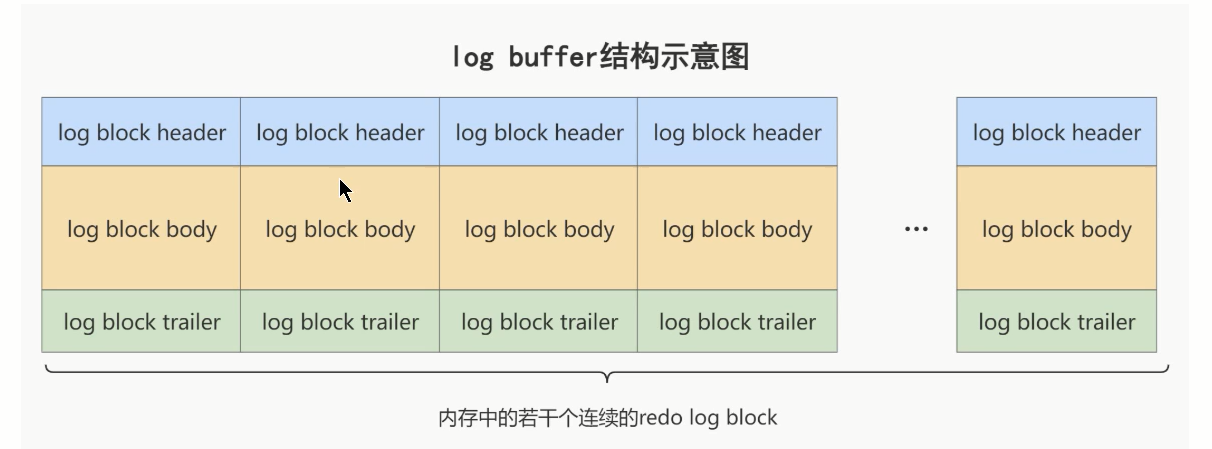 log buffer结构示意图
log block header log block header log block header log block header log block header
log block body log block body log block body log block body ... log block body
log block trailer log block trailer log block trailer log block trailer log block trailer
内存中的若干个连续的redo log block